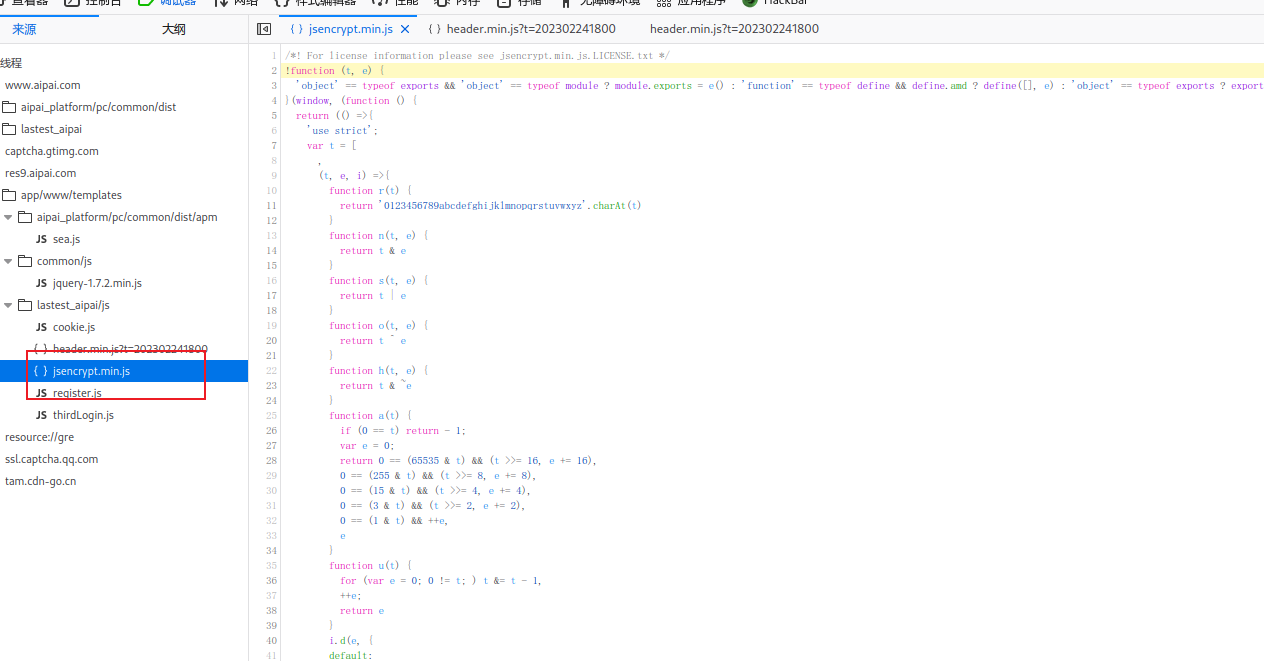 查看器 控制台 调试器 网络 样式编辑器 性能 内存 存储 无障碍环境 应用程序 HackBar
来源 大纲
{ } jsencrypt.min.js × { } header.min.js?t=202302241800 header.min.js?t=202302241800
线程
www.aipai.com
aipai_platform/pc/common/dist
lastest_aipai
captcha.gtimg.com
res9.aipai.com
app/www/templates
aipai_platform/pc/common/dist/apm
JS sea.js
common/js
JS jquery-1.7.2.min.js
lastest_aipai/js
JS cookie.js
{ } header.min.js?t=202302241800
{ } jsencrypt.min.js
JS register.js
JS thirdLogin.js
resource://gre
ssl.captcha.qq.com
tam.cdn-go.cn
1 /*! For license information please see jsencrypt.min.js.LICENSE.txt */
2 !function (t, e) {
3 'object' == typeof exports && 'object' == typeof module ? module.exports = e() : 'function' == typeof define && define.amd ? define([], e) : 'object' == typeof exports ? export
4 }(window, (function () {
5 return (() =>{
6 'use strict';
7 var t = [
8 ,
9 (t, e, i) =>{
10 function r(t) {
11 return '0123456789abcdefghijklmnopqrstuvwxyz'.charAt(t)
12 }
13 function n(t, e) {
14 return t & e
15 }
16 function s(t, e) {
17 return t | e
18 }
19 function o(t, e) {
20 return t ^ e
21 }
22 function h(t, e) {
23 return t & ~e
24 }
25 function a(t) {
26 if (0 == t) return - 1;
27 var e = 0;
28 return 0 == (65535 & t) && (t >>= 16, e += 16),
29 0 == (255 & t) && (t >>= 8, e += 8),
30 0 == (15 & t) && (t >>= 4, e += 4),
31 0 == (3 & t) && (t >>= 2, e += 2),
32 0 == (1 & t) && ++e,
33 e
34 }
35 function u(t) {
36 for (var e = 0; 0 != t; ) t &= t - 1,
37 ++e;
38 return e
39 }
40 i.d(e, {
41 default: